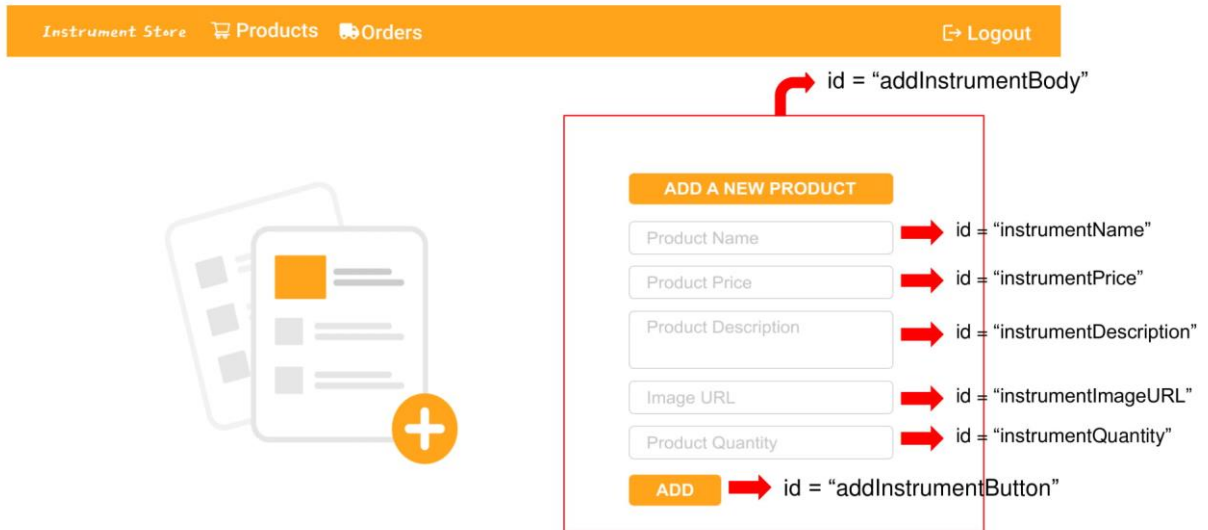 Instrument Store Products Orders Logout
id = “addInstrumentBody”
ADD A NEW PRODUCT
Product Name id = “instrumentName”
Product Price id = “instrumentPrice”
Product Description id = “instrumentDescription”
Image URL id = “instrumentImageURL”
Product Quantity id = “instrumentQuantity”
ADD id = “addInstrumentButton”